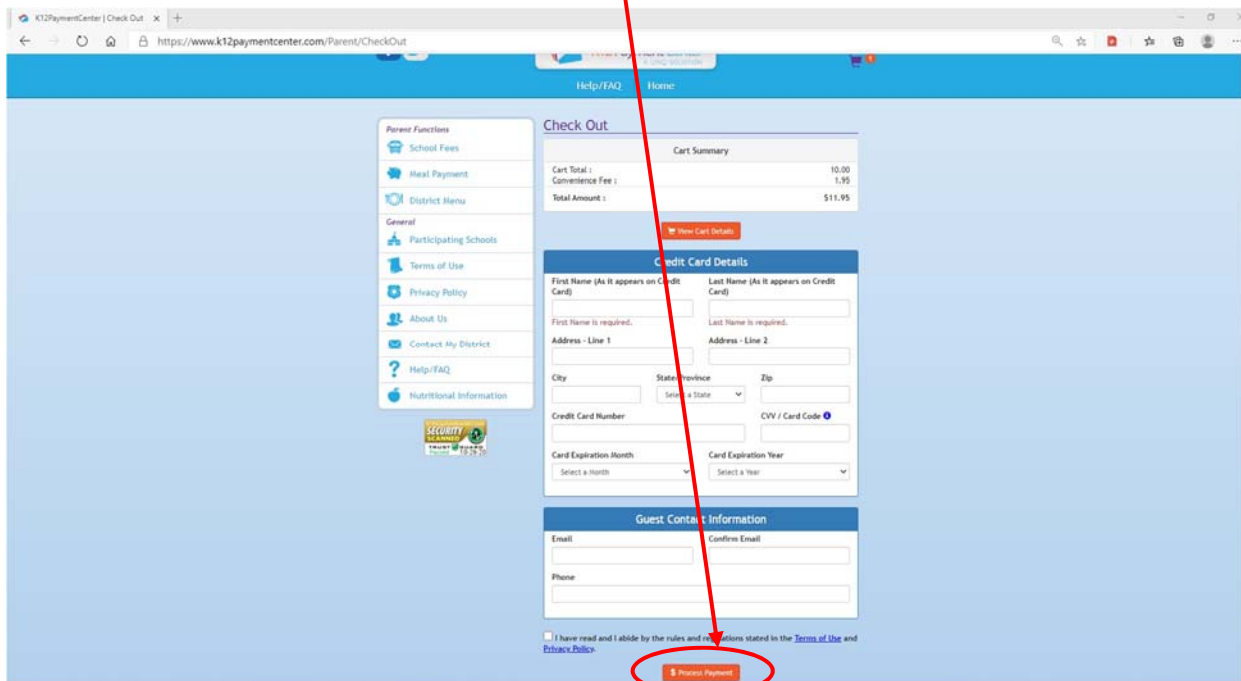 K12PaymentCenter | Check Out
https://www.k12paymentcenter.com/Parent/CheckOut
Help/FAQ Home
Parent Functions
School Fees
Meal Payment
District Menu
General
Participating Schools
Terms of Use
Privacy Policy
About Us
Contact My District
Help/FAQ
Nutritional Information
SECURITY
SCANNED
TRUST GUARD
10-28-20
Check Out
Cart Summary
Cart Total : 10.00
Convenience Fee : 1.95
Total Amount : $11.95
View Cart Details
Credit Card Details
First Name (As it appears on Credit Card)
Last Name (As it appears on Credit Card)
First Name is required.
Last Name is required.
Address - Line 1
Address - Line 2
City
State/Province
Zip
Select a State
Credit Card Number
CVV / Card Code
Card Expiration Month
Card Expiration Year
Select a Month
Select a Year
Guest Contact Information
Email
Confirm Email
Phone
I have read and I abide by the rules and regulations stated in the Terms of Use and
Privacy Policy.
$ Process Payment